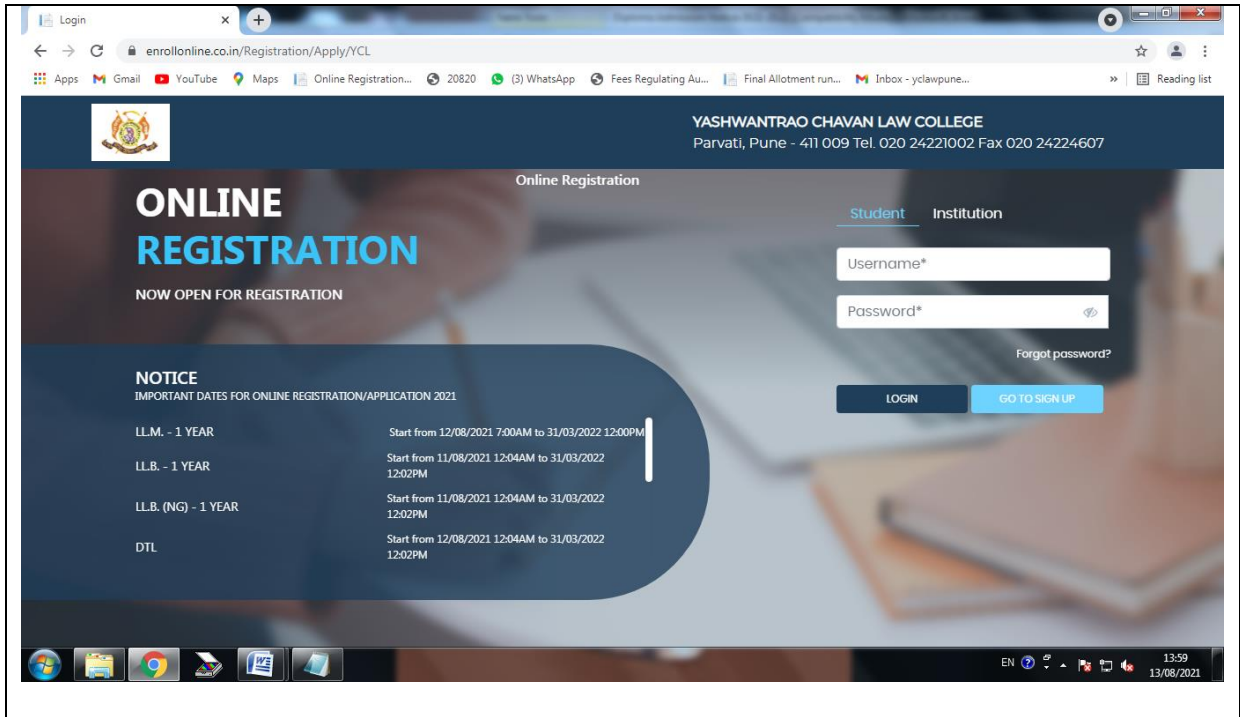 Login
enrollonline.co.in/Registration/Apply/YCL
Apps Gmail YouTube Maps Online Registration... 20820 (3) WhatsApp Fees Regulating Au... Final Allotment run... Inbox - yclawpune... » Reading list
YASHWANTRAO CHAVAN LAW COLLEGE
Parvati, Pune - 411 009 Tel. 020 24221002 Fax 020 24224607
Online Registration
ONLINE
REGISTRATION
NOW OPEN FOR REGISTRATION
Student Institution
Username*
Password*
Forgot password?
LOGIN GO TO SIGN UP
NOTICE
IMPORTANT DATES FOR ONLINE REGISTRATION/APPLICATION 2021
LL.M. - 1 YEAR Start from 12/08/2021 7:00AM to 31/03/2022 12:00PM
LL.B. - 1 YEAR Start from 11/08/2021 12:04AM to 31/03/2022
12:02PM
LL.B. (NG) - 1 YEAR Start from 11/08/2021 12:04AM to 31/03/2022
12:02PM
DTL Start from 12/08/2021 12:04AM to 31/03/2022
12:02PM
EN 13:59
13/08/2021